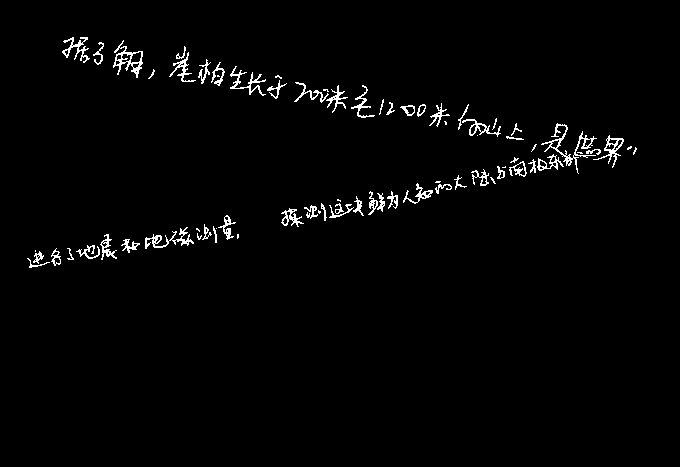 据了解，崖柏生长于700米至1200米的山上，是世界..
进行了地震和地磁测量， 探测这块鲜为人知的大陆与南极东部